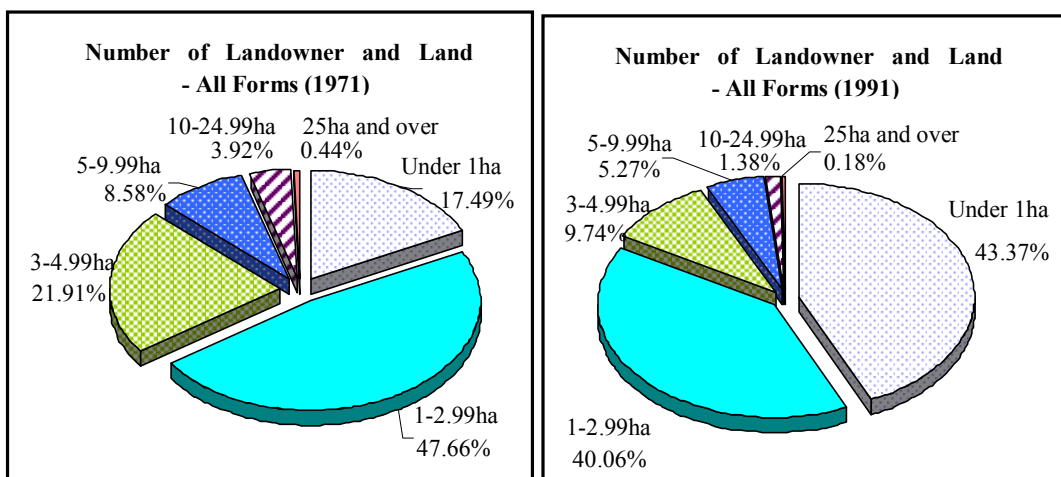 Number of Landowner and Land
- All Forms (1971)
10-24.99ha
3.92%
25ha and over
0.44%
5-9.99ha
8.58%
Under 1ha
17.49%
3-4.99ha
21.91%
1-2.99ha
47.66%
Number of Landowner and Land
- All Forms (1991)
5-9.99ha
5.27%
10-24.99ha
1.38%
25ha and over
0.18%
3-4.99ha
9.74%
Under 1ha
43.37%
1-2.99ha
40.06%